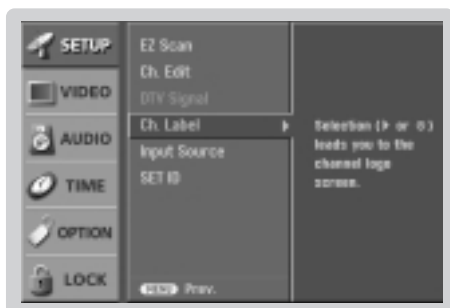 SETUP
VIDEO
AUDIO
TIME
OPTION
LOCK
EZ Scan
Ch. Edit
DTV Signal
Ch. Label
Input Source
SET ID
MENU Prev.
Selection (▶ or ⊙)
leads you to the
channel logo
screen.